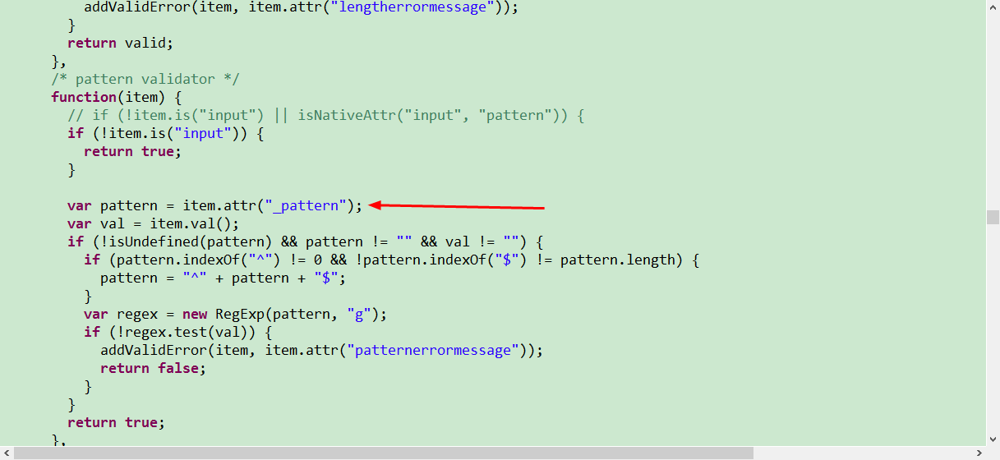 addValidError(item, item.attr("lengtherrormessage"));
}
return valid;
},
/* pattern validator */
function(item) {
// if (!item.is("input") || isNativeAttr("input", "pattern")) {
if (!item.is("input")) {
return true;
}
var pattern = item.attr("_pattern");
var val = item.val();
if (!isUndefined(pattern) && pattern != "" && val != "") {
if (pattern.indexOf("^") != 0 && !pattern.indexOf("$") != pattern.length) {
pattern = "^" + pattern + "$";
}
var regex = new RegExp(pattern, "g");
if (!regex.test(val)) {
addValidError(item, item.attr("patternerrormessage"));
return false;
}
}
return true;
},